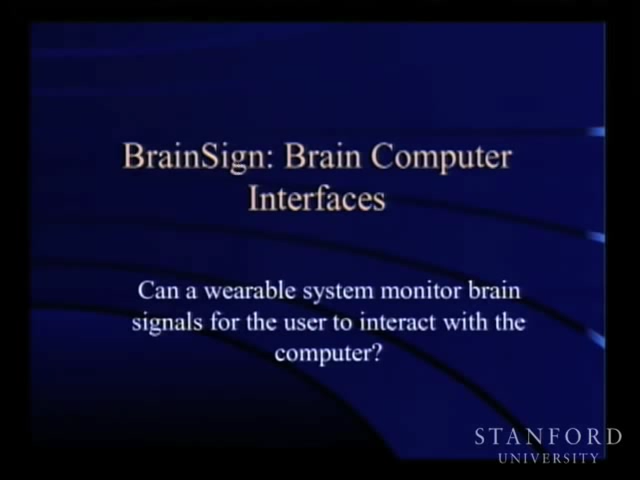 BrainSign: Brain Computer
Interfaces
Can a wearable system monitor brain
signals for the user to interact with the
computer?
STANFORD
UNIVERSITY